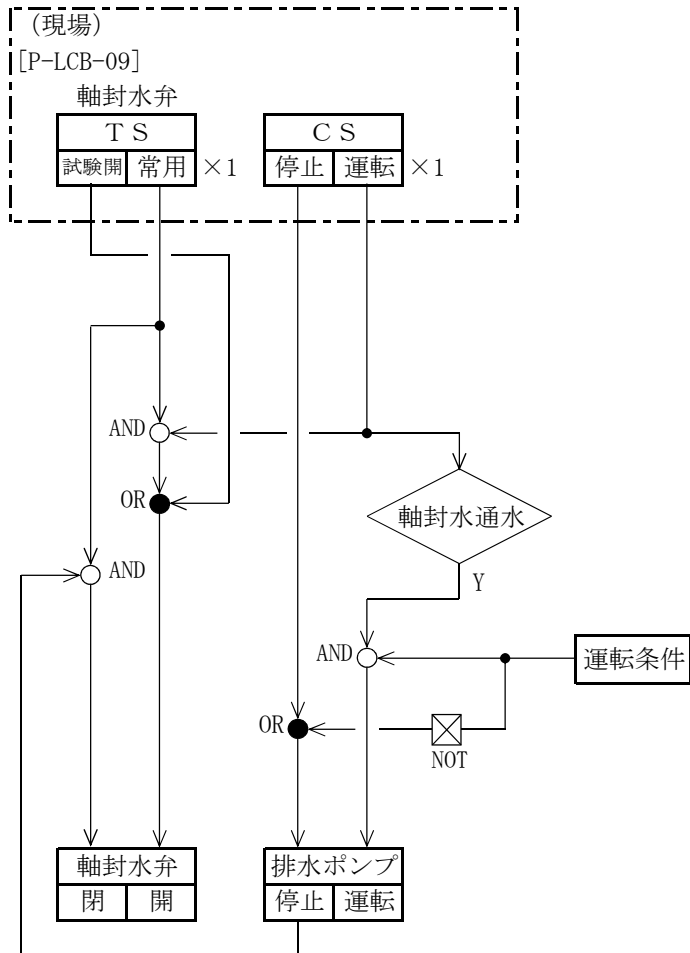 (現場)
[P-LCB-09]
軸封水弁
TS
試験開 常用 ×1
CS
停止 運転 ×1
AND
OR
軸封水通水
AND
Y
AND
運転条件
OR
NOT
軸封水弁
閉 開
排水ポンプ
停止 運転